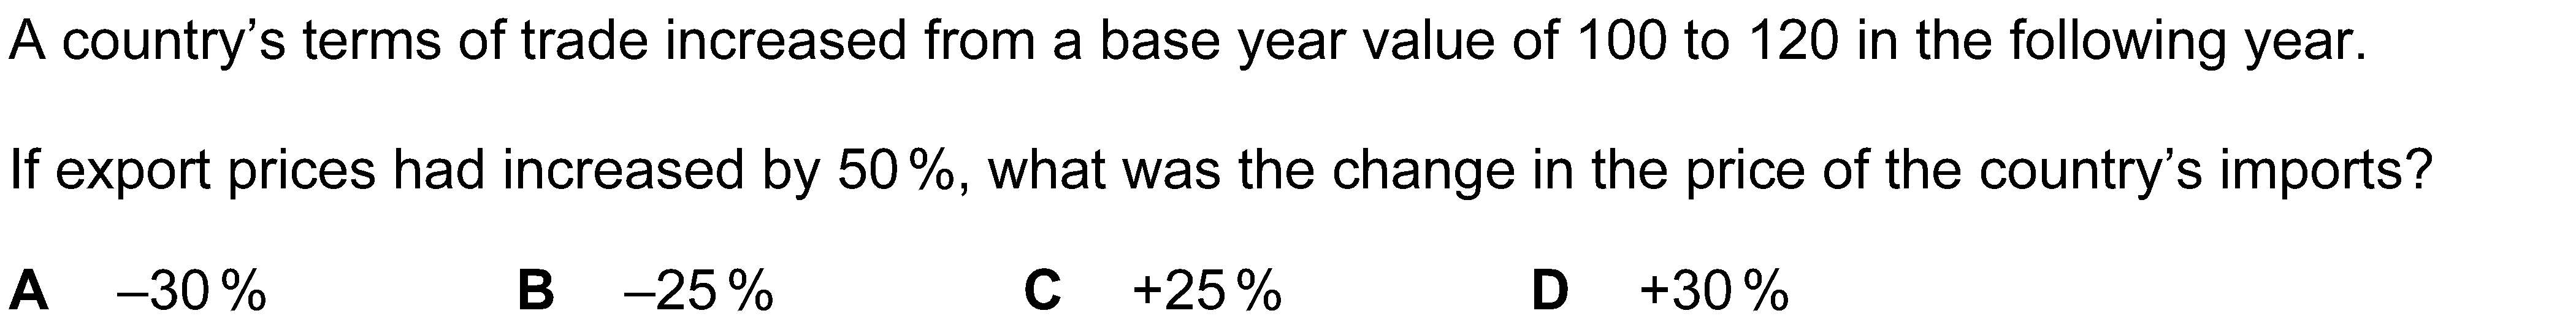 A country’s terms of trade increased from a base year value of 100 to 120 in the following year.
If export prices had increased by 50 %, what was the change in the price of the country’s imports?
A –30 % B –25 % C +25 % D +30 %